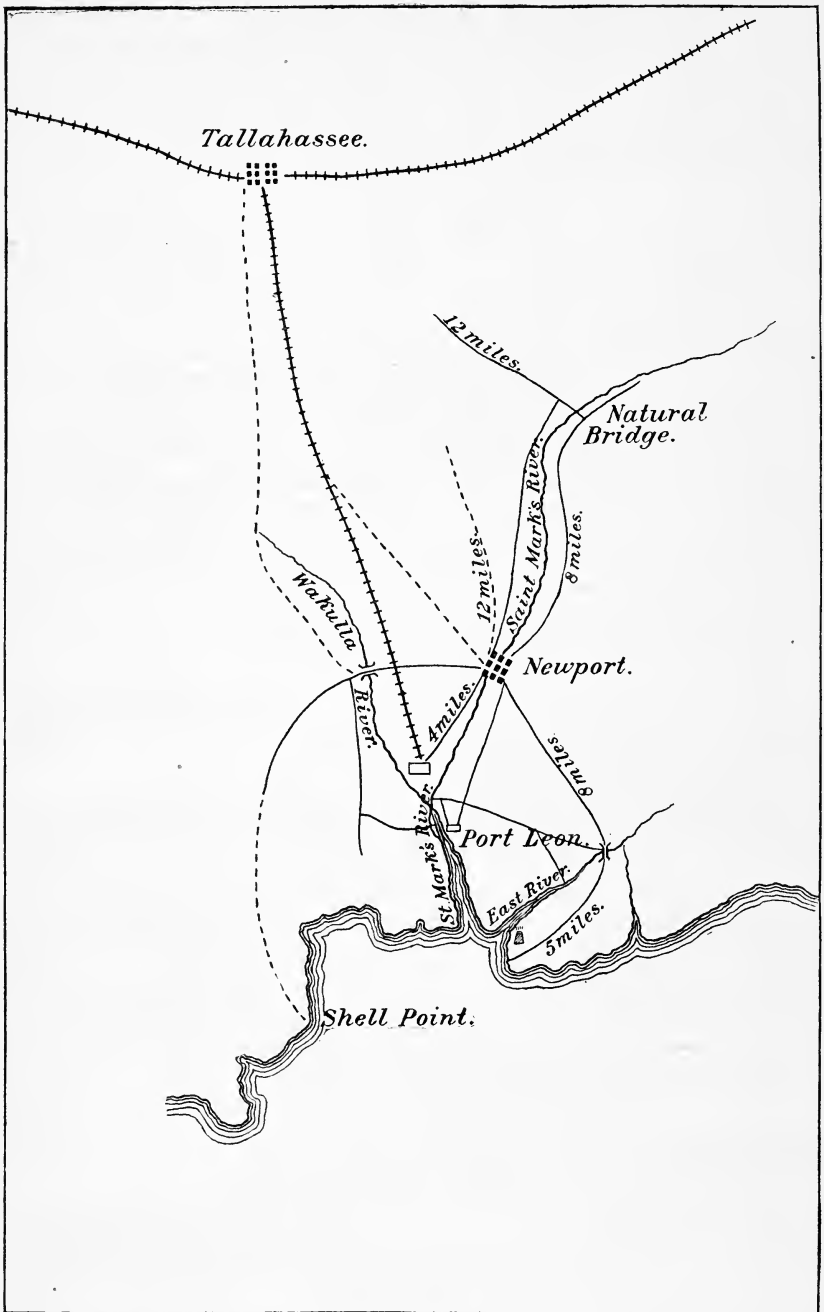 Tallahassee.
12 miles.
Natural
Bridge.
Saint Mark's River.
8 miles.
12 miles.
Wakulla
River.
Newport.
4 miles.
8 miles
St Mark's River.
Port Leon.
East River.
5 miles.
Shell Point.